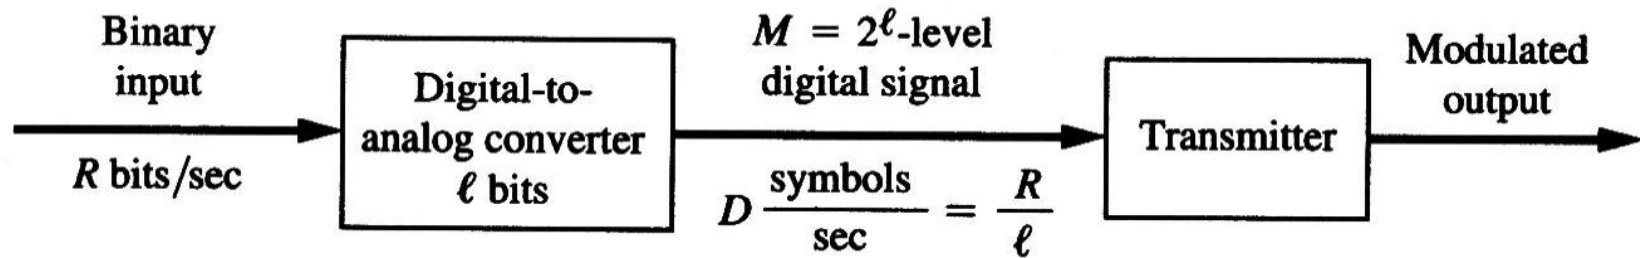 Binary
input
R bits/sec
Digital-to-
analog converter
ℓ bits
M = 2^ℓ-level
digital signal
D symbols/sec = R/ℓ
Transmitter
Modulated
output